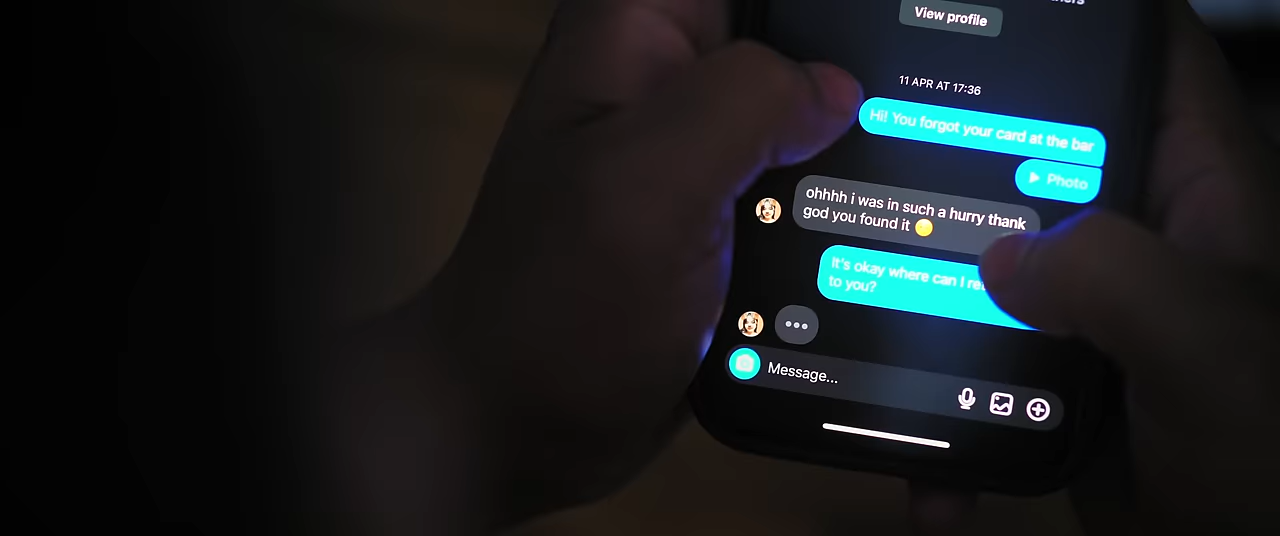 View profile
11 APR AT 17:36
Hi! You forgot your card at the bar
Photo
ohhhh i was in such a hurry thank
god you found it 😁
It's okay where can I
to you?
Message...